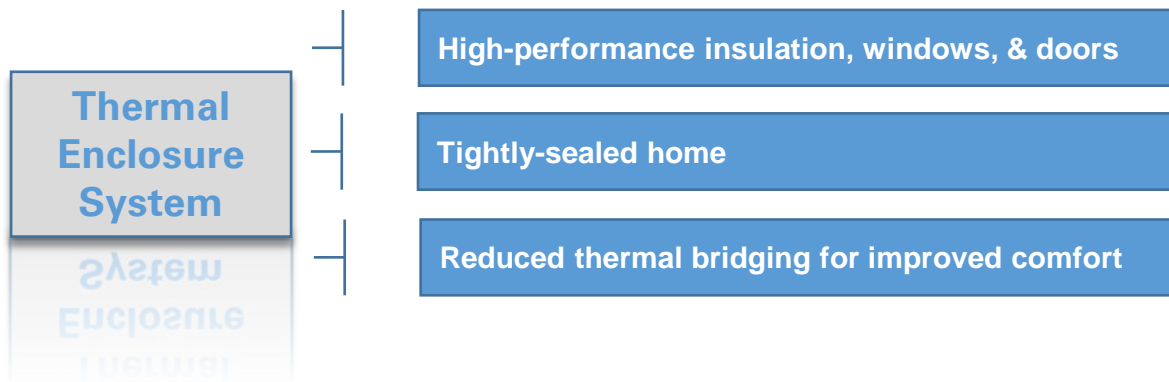 Thermal
Enclosure
System
High-performance insulation, windows, & doors
Tightly-sealed home
Reduced thermal bridging for improved comfort